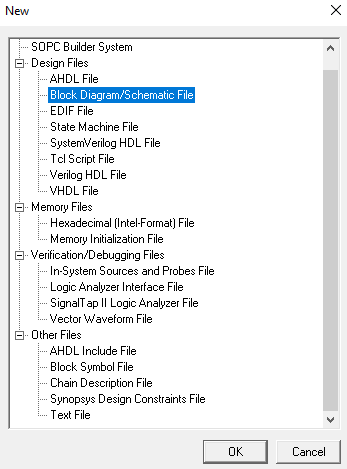 New
SOPC Builder System
Design Files
AHDL File
Block Diagram/Schematic File
EDIF File
State Machine File
SystemVerilog HDL File
Tcl Script File
Verilog HDL File
VHDL File
Memory Files
Hexadecimal (Intel-Format) File
Memory Initialization File
Verification/Debugging Files
In-System Sources and Probes File
Logic Analyzer Interface File
SignalTap II Logic Analyzer File
Vector Waveform File
Other Files
AHDL Include File
Block Symbol File
Chain Description File
Synopsys Design Constraints File
Text File
OK Cancel